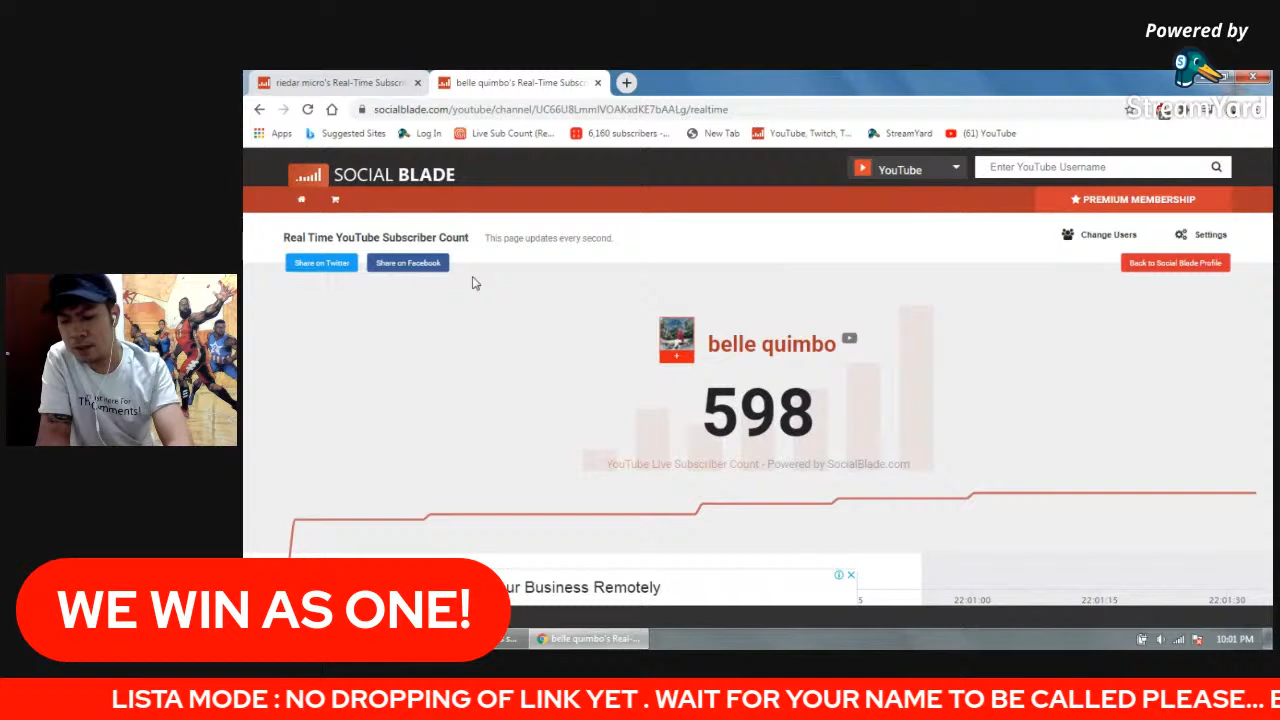 Powered by
StreamYard
riedar micro's Real-Time Subscri
belle quimbo's Real-Time Subsc
socialblade.com/youtube/channel/UC66U8LmmIVOAKxdKE7bAALg/realtime
Apps
Suggested Sites
Log In
Live Sub Count (Re...
6,160 subscribers -...
New Tab
YouTube, Twitch, T...
StreamYard
(61) YouTube
SOCIAL BLADE
YouTube
Enter YouTube Username
PREMIUM MEMBERSHIP
Real Time YouTube Subscriber Count
This page updates every second.
Change Users
Settings
Share on Twitter
Share on Facebook
Back to Social Blade Profile
belle quimbo
598
YouTube Live Subscriber Count - Powered by SocialBlade.com
Comments!
ur Business Remotely
5
22:01:00
22:01:15
22:01:30
WE WIN AS ONE!
belle quimbo's Real-...
10:01 PM
LISTA MODE : NO DROPPING OF LINK YET . WAIT FOR YOUR NAME TO BE CALLED PLEASE... E